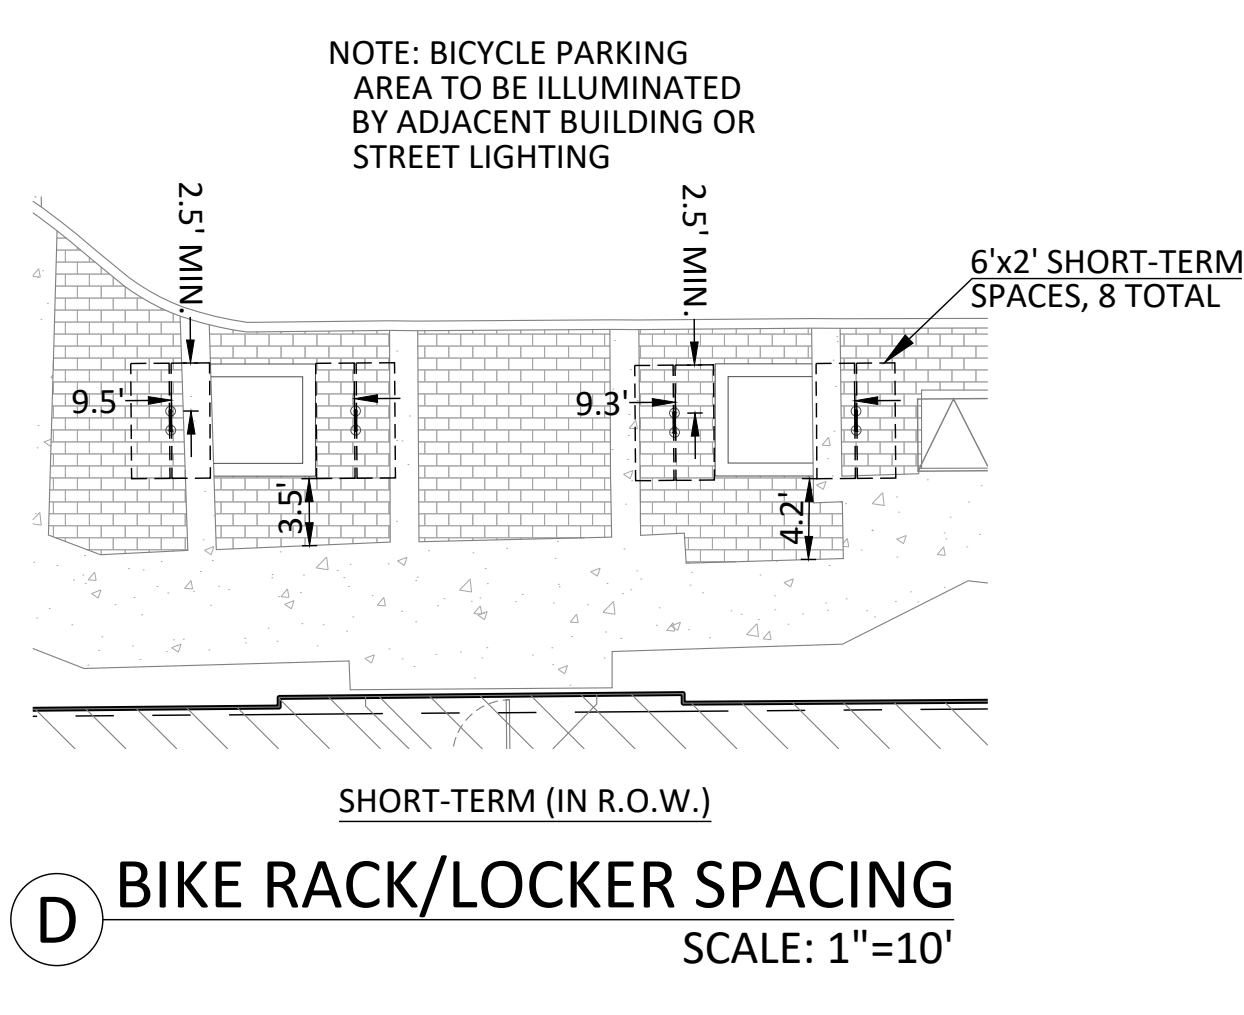 NOTE: BICYCLE PARKING
AREA TO BE ILLUMINATED
BY ADJACENT BUILDING OR
STREET LIGHTING
2.5' MIN.
2.5' MIN.
6'x2' SHORT-TERM
SPACES, 8 TOTAL
9.5'
9.3'
3.5'
4.2'
SHORT-TERM (IN R.O.W.)
D
BIKE RACK/LOCKER SPACING
SCALE: 1"=10'